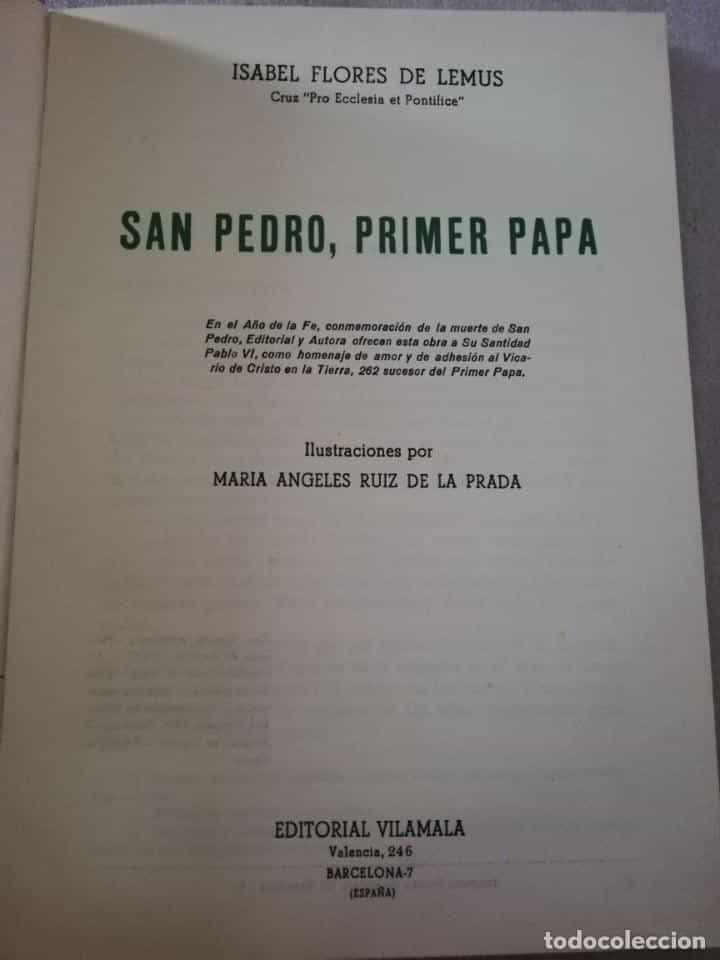 ISABEL FLORES DE LEMUS
Cruz "Pro Ecclesia et Pontifice"
SAN PEDRO, PRIMER PAPA
En el Año de la Fe, conmemoración de la muerte de San
Pedro, Editorial y Autora ofrecen esta obra a Su Santidad
Pablo VI, como homenaje de amor y de adhesión al Vica-
rio de Cristo en la Tierra, 262 sucesor del Primer Papa.
Ilustraciones por
MARIA ANGELES RUIZ DE LA PRADA
EDITORIAL VILAMALA
Valencia, 246
BARCELONA-7
(ESPAÑA)
todocoleccion